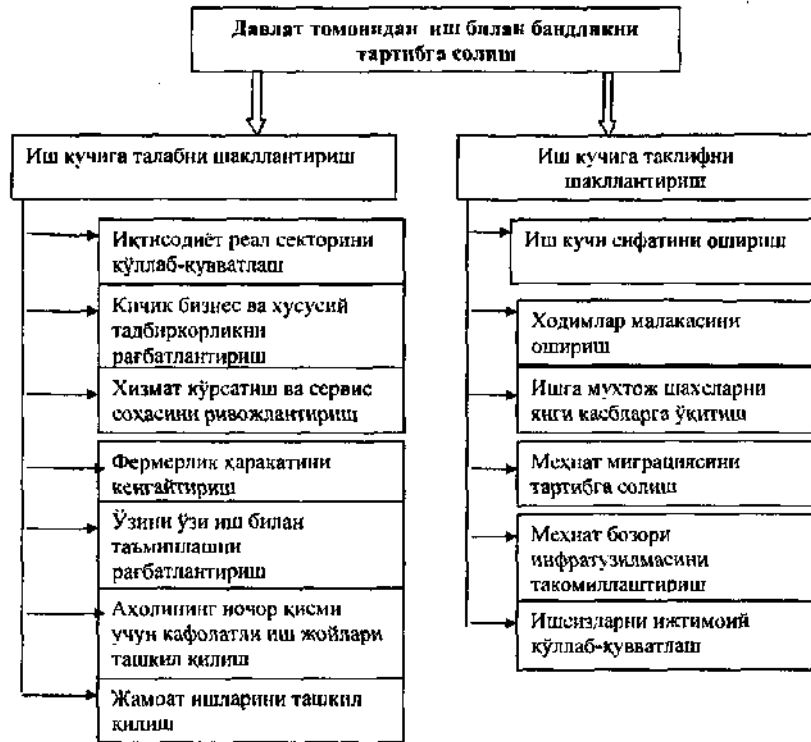 Давлат томонидан иш билан бандликни
тартибга солиш
Иш кучига талабни шакллантириш
Иқтисодиёт реал секторини
қўллаб-қувватлаш
Кичик бизнес ва хусусий
тадбиркорликни
рағбатлантириш
Хизмат кўрсатиш ва сервис
соҳасини ривожлантириш
Фермерлик ҳаракатини
кенгайтириш
Ўзини ўзи иш билан
таъминлашни
рағбатлантириш
Аҳолининг ночор қисми
учун кафолатли иш жойлари
ташкил қилиш
Жамоат ишларини ташкил
қилиш
Иш кучига таклифни
шакллантириш
Иш кучи сифатини ошириш
Ходимлар малакасини
ошириш
Ишга муҳтож шахсларни
янги касбларга ўқитиш
Меҳнат миграциясини
тартибга солиш
Меҳнат бозори
инфратузилмасини
такомиллаштириш
Ишсизларни ижтимоий
қўллаб-қувватлаш